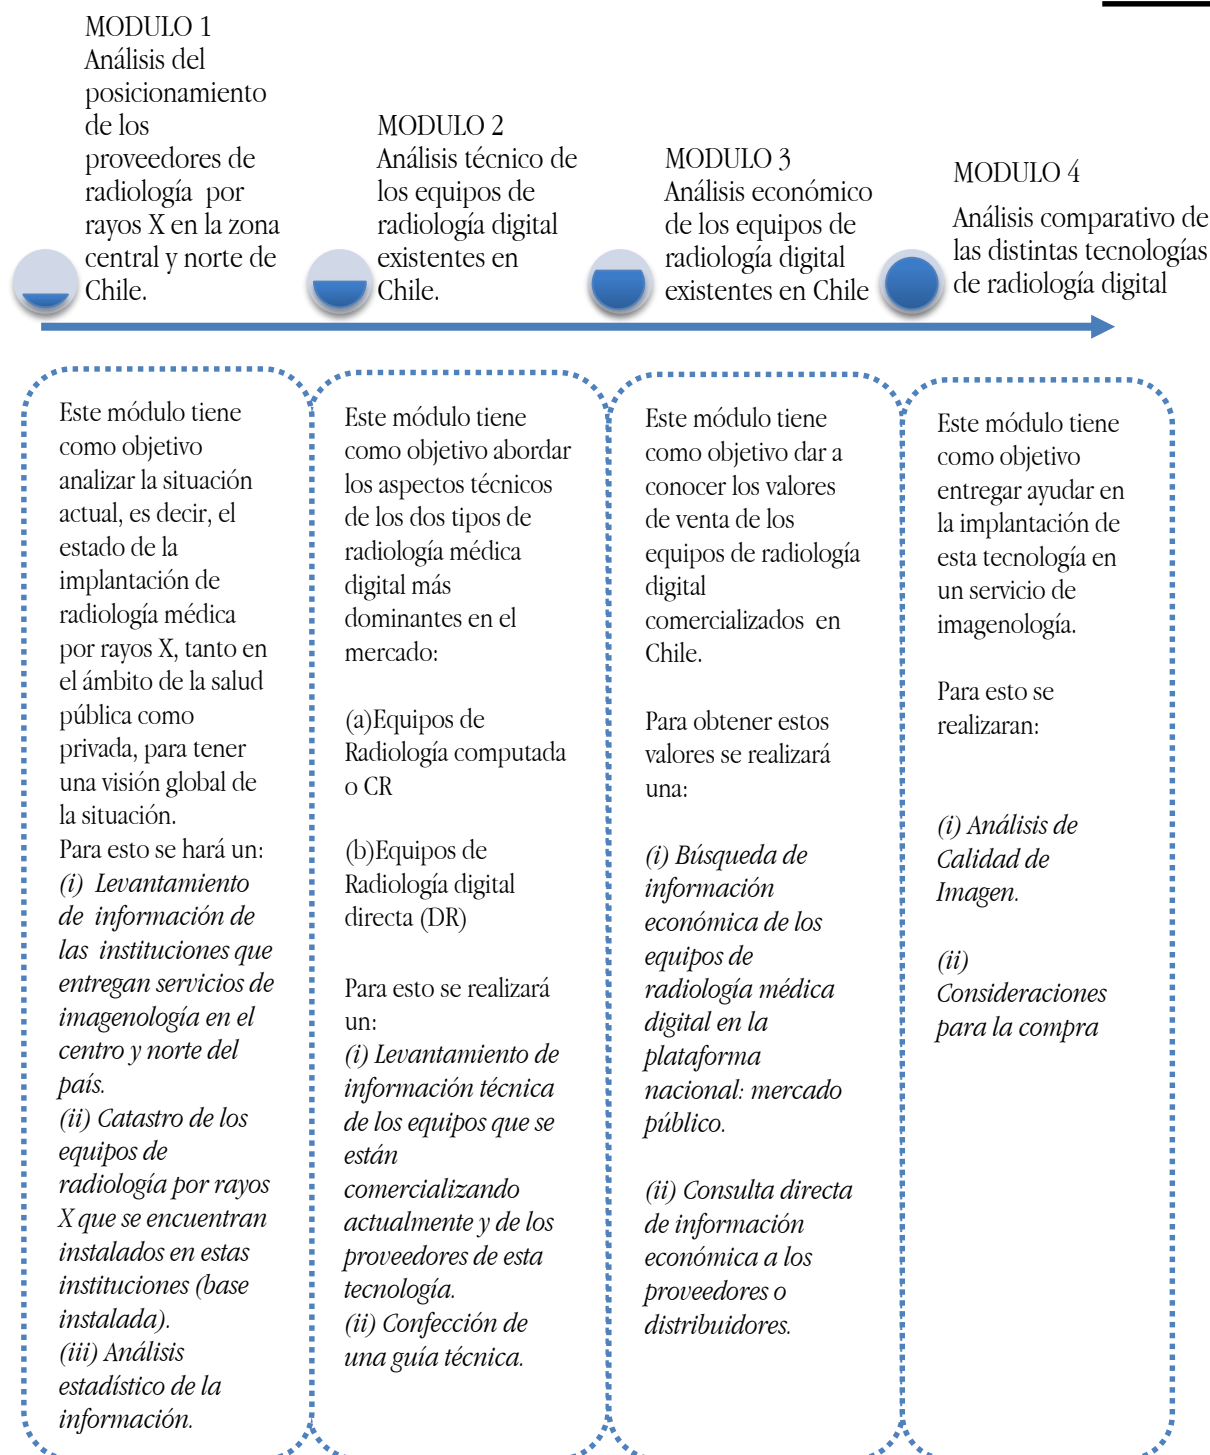 MODULO 1
Análisis del
posicionamiento
de los
proveedores de
radiología por
rayos X en la zona
central y norte de
Chile.
MODULO 2
Análisis técnico de
los equipos de
radiología digital
existentes en
Chile.
MODULO 3
Análisis económico
de los equipos de
radiología digital
existentes en Chile
MODULO 4
Análisis comparativo de
las distintas tecnologías
de radiología digital
Este módulo tiene
como objetivo
analizar la situación
actual, es decir, el
estado de la
implantación de
radiología médica
por rayos X, tanto en
el ámbito de la salud
pública como
privada, para tener
una visión global de
la situación.
Para esto se hará un:
(i) Levantamiento
de información de
las instituciones que
entregan servicios de
imagenología en el
centro y norte del
país.
(ii) Catastro de los
equipos de
radiología por rayos
X que se encuentran
instalados en estas
instituciones (base
instalada).
(iii) Análisis
estadístico de la
información.
Este módulo tiene
como objetivo abordar
los aspectos técnicos
de los dos tipos de
radiología médica
digital más
dominantes en el
mercado:
(a)Equipos de
Radiología computada
o CR
(b)Equipos de
Radiología digital
directa (DR)
Para esto se realizará
un:
(i) Levantamiento de
información técnica
de los equipos que se
están
comercializando
actualmente y de los
proveedores de esta
tecnología.
(ii) Confección de
una guía técnica.
Este módulo tiene
como objetivo dar a
conocer los valores
de venta de los
equipos de radiología
digital
comercializados en
Chile.
Para obtener estos
valores se realizará
una:
(i) Búsqueda de
información
económica de los
equipos de
radiología médica
digital en la
plataforma
nacional: mercado
público.
(ii) Consulta directa
de información
económica a los
proveedores o
distribuidores.
Este módulo tiene
como objetivo
entregar ayudar en
la implantación de
esta tecnología en
un servicio de
imagenología.
Para esto se
realizaran:
(i) Análisis de
Calidad de
Imagen.
(ii)
Consideraciones
para la compra